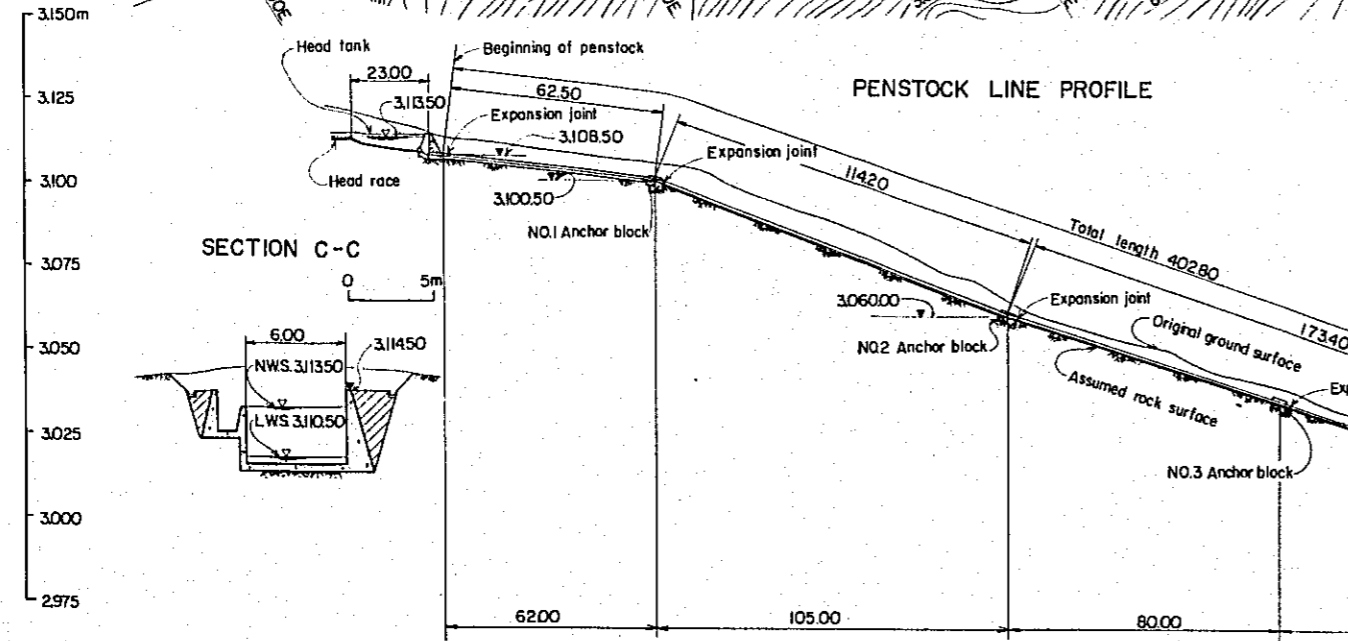 3.150m
Head tank
Beginning of penstock
23.00
62.50
PENSTOCK LINE PROFILE
3.125
3.113.50
Expansion joint
3.108.50
Expansion joint
3.100
Head race
3.100.50
114.20
NO.1 Anchor block
Total length 402.80
SECTION C-C
3.075
0 5m
3.060.00
Expansion joint
Original ground surface
173.40
6.00
3.114.50
3.050
NO.2 Anchor block
N.W.S. 3.113.50
Assumed rock surface
Exp
L.W.S. 3.110.50
3.025
NO.3 Anchor block
3.000
2.975
62.00
105.00
80.00